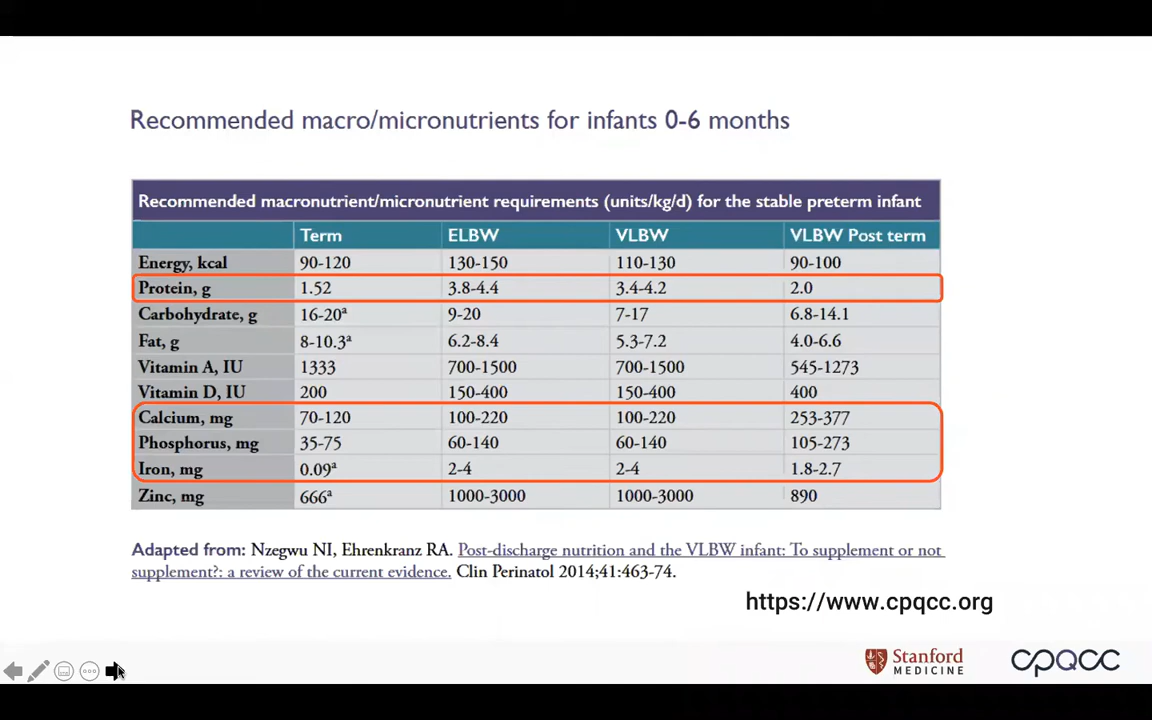 Recommended macro/micronutrients for infants 0-6 months
Recommended macronutrient/micronutrient requirements (units/kg/d) for the stable preterm infant
Term ELBW VLBW VLBW Post term
Energy, kcal 90-120 130-150 110-130 90-100
Protein, g 1.52 3.8-4.4 3.4-4.2 2.0
Carbohydrate, g 16-20ᵃ 9-20 7-17 6.8-14.1
Fat, g 8-10.3ᵃ 6.2-8.4 5.3-7.2 4.0-6.6
Vitamin A, IU 1333 700-1500 700-1500 545-1273
Vitamin D, IU 200 150-400 150-400 400
Calcium, mg 70-120 100-220 100-220 253-377
Phosphorus, mg 35-75 60-140 60-140 105-273
Iron, mg 0.09ᵃ 2-4 2-4 1.8-2.7
Zinc, mg 666ᵃ 1000-3000 1000-3000 890
Adapted from: Nzegwu NI, Ehrenkranz RA. Post-discharge nutrition and the VLBW infant: To supplement or not
supplement?: a review of the current evidence. Clin Perinatol 2014;41:463-74.
https://www.cpqcc.org
Stanford
MEDICINE
cpqcc